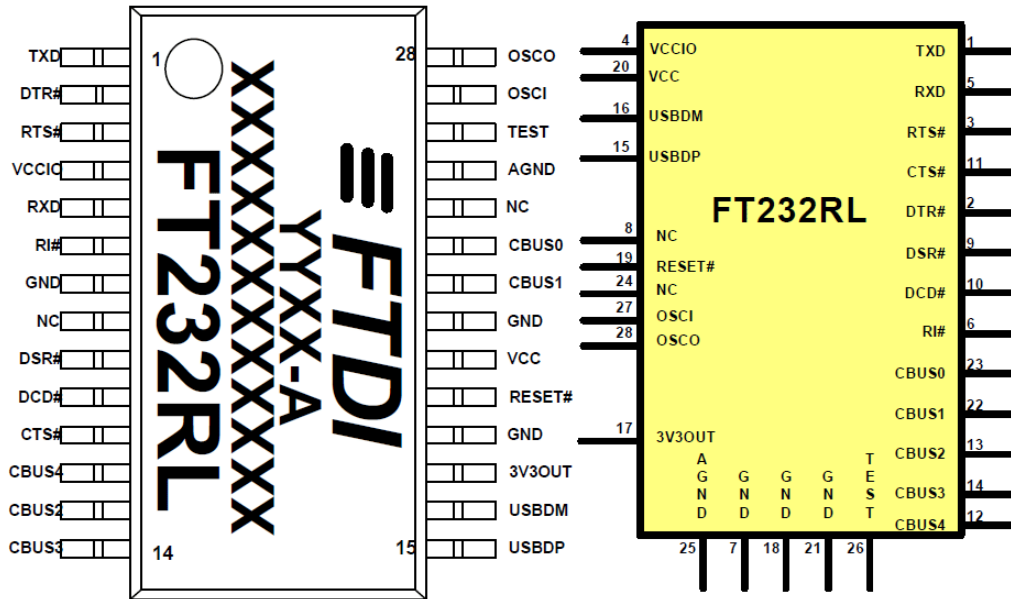 TXD
DTR#
RTS#
VCCIO
RXD
RI#
GND
NC
DSR#
DCD#
CTS#
CBUS4
CBUS2
CBUS3
1
28
14
15
FTDI
YYXX-A
XXXXXXXXXXXX
FT232RL
OSCO
OSCI
TEST
AGND
NC
CBUS0
CBUS1
GND
VCC
RESET#
GND
3V3OUT
USBDM
USBDP
4 VCCIO
20 VCC
16 USBDM
15 USBDP
8 NC
19 RESET#
24 NC
27 OSCI
28 OSCO
17 3V3OUT
FT232RL
TXD 1
RXD 5
RTS# 3
CTS# 11
DTR# 2
DSR# 9
DCD# 10
RI# 6
CBUS0 23
CBUS1 22
CBUS2 13
CBUS3 14
CBUS4 12
AGND
GND
GND
GND
TEST
25 7 18 21 26